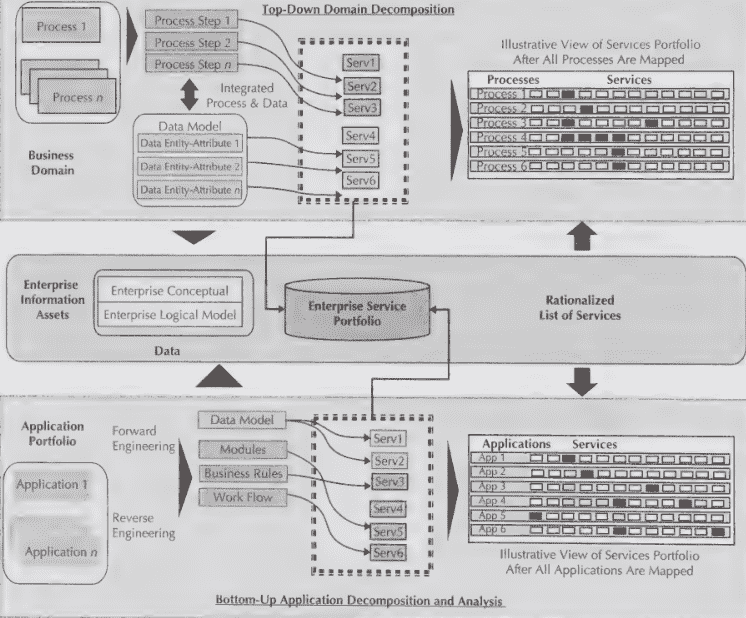 Top-Down Domain Decomposition
Process 1
Process n
Business
Domain
Process Step 1
Process Step 2
Process Step n
Integrated
Process & Data
Data Model
Data Entity-Attribute 1
Data Entity-Attribute 2
Data Entity-Attribute n
Serv1
Serv2
Serv3
Serv4
Serv5
Serv6
Illustrative View of Services Portfolio
After All Processes Are Mapped
Processes Services
Process 1
Process 2
Process 3
Process 4
Process 5
Process 6
Enterprise
Information
Assets
Enterprise Conceptual
Enterprise Logical Model
Data
Enterprise Service
Portfolio
Rationalized
List of Services
Application
Portfolio
Application 1
Application n
Forward
Engineering
Reverse
Engineering
Data Model
Modules
Business Rules
Work Flow
Serv1
Serv2
Serv3
Serv4
Serv5
Serv6
Applications Services
App 1
App 2
App 3
App 4
App 5
App 6
Illustrative View of Services Portfolio
After All Applications Are Mapped
Bottom-Up Application Decomposition and Analysis